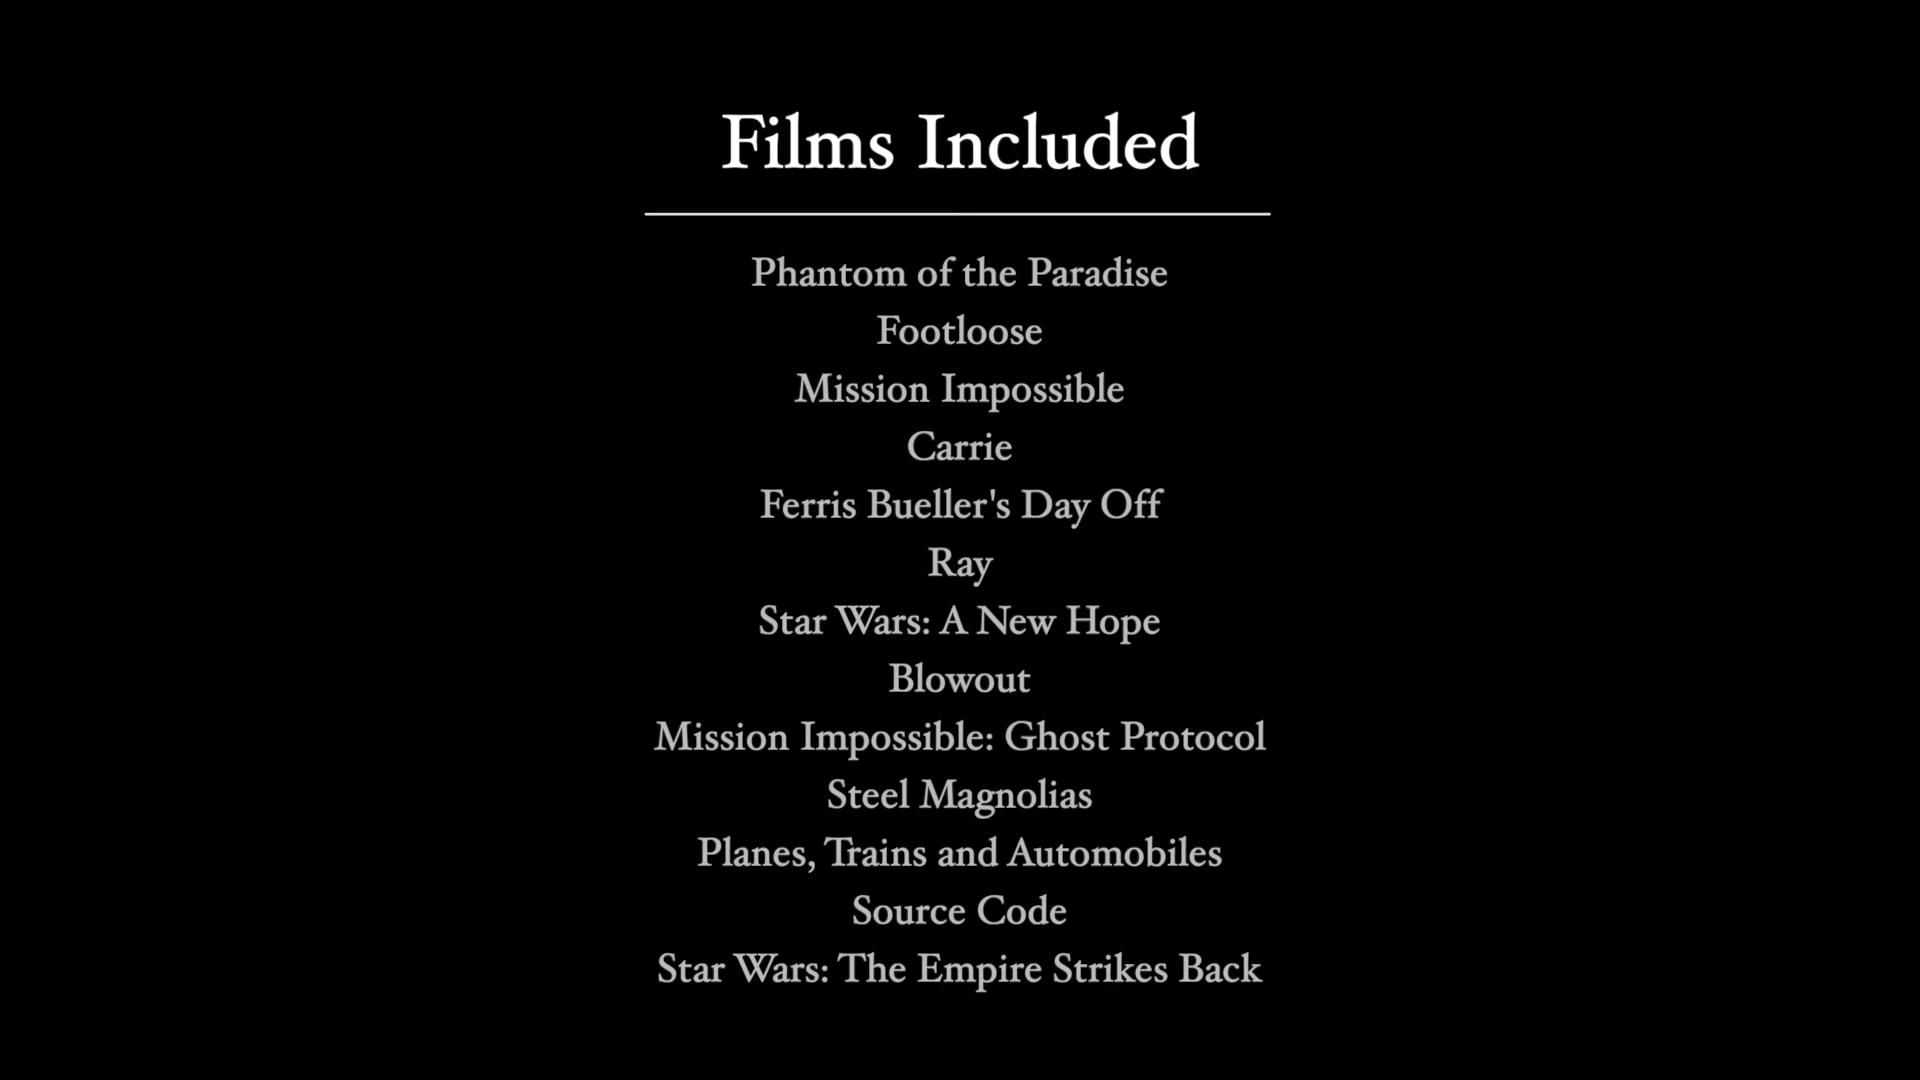 Films Included
Phantom of the Paradise
Footloose
Mission Impossible
Carrie
Ferris Bueller's Day Off
Ray
Star Wars: A New Hope
Blowout
Mission Impossible: Ghost Protocol
Steel Magnolias
Planes, Trains and Automobiles
Source Code
Star Wars: The Empire Strikes Back